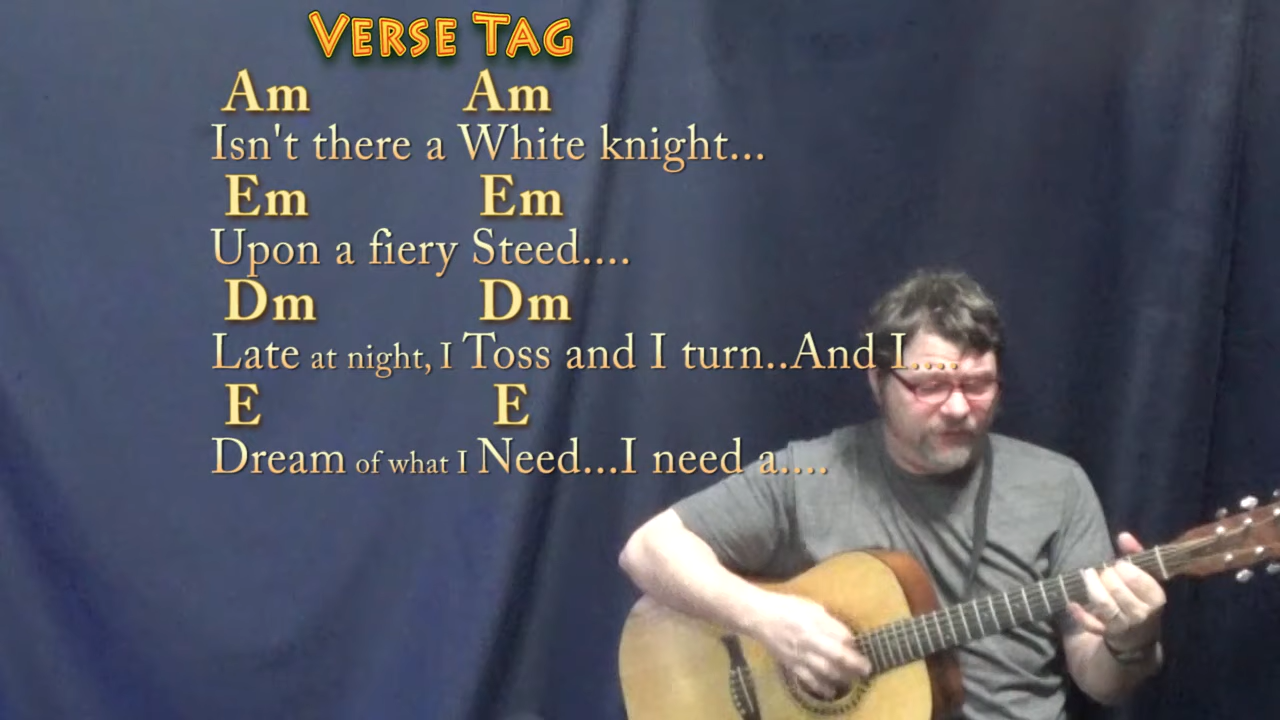 VERSE TAG
Am Am
Isn't there a White knight...
Em Em
Upon a fiery Steed....
Dm Dm
Late at night, I Toss and I turn..And I....
E E
Dream of what I Need...I need a....